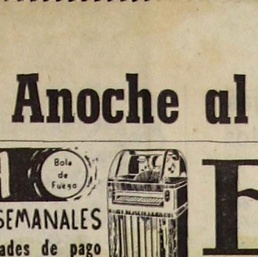 Anoche al
Bola
de
Fuego
SEMANALES
ades de pago